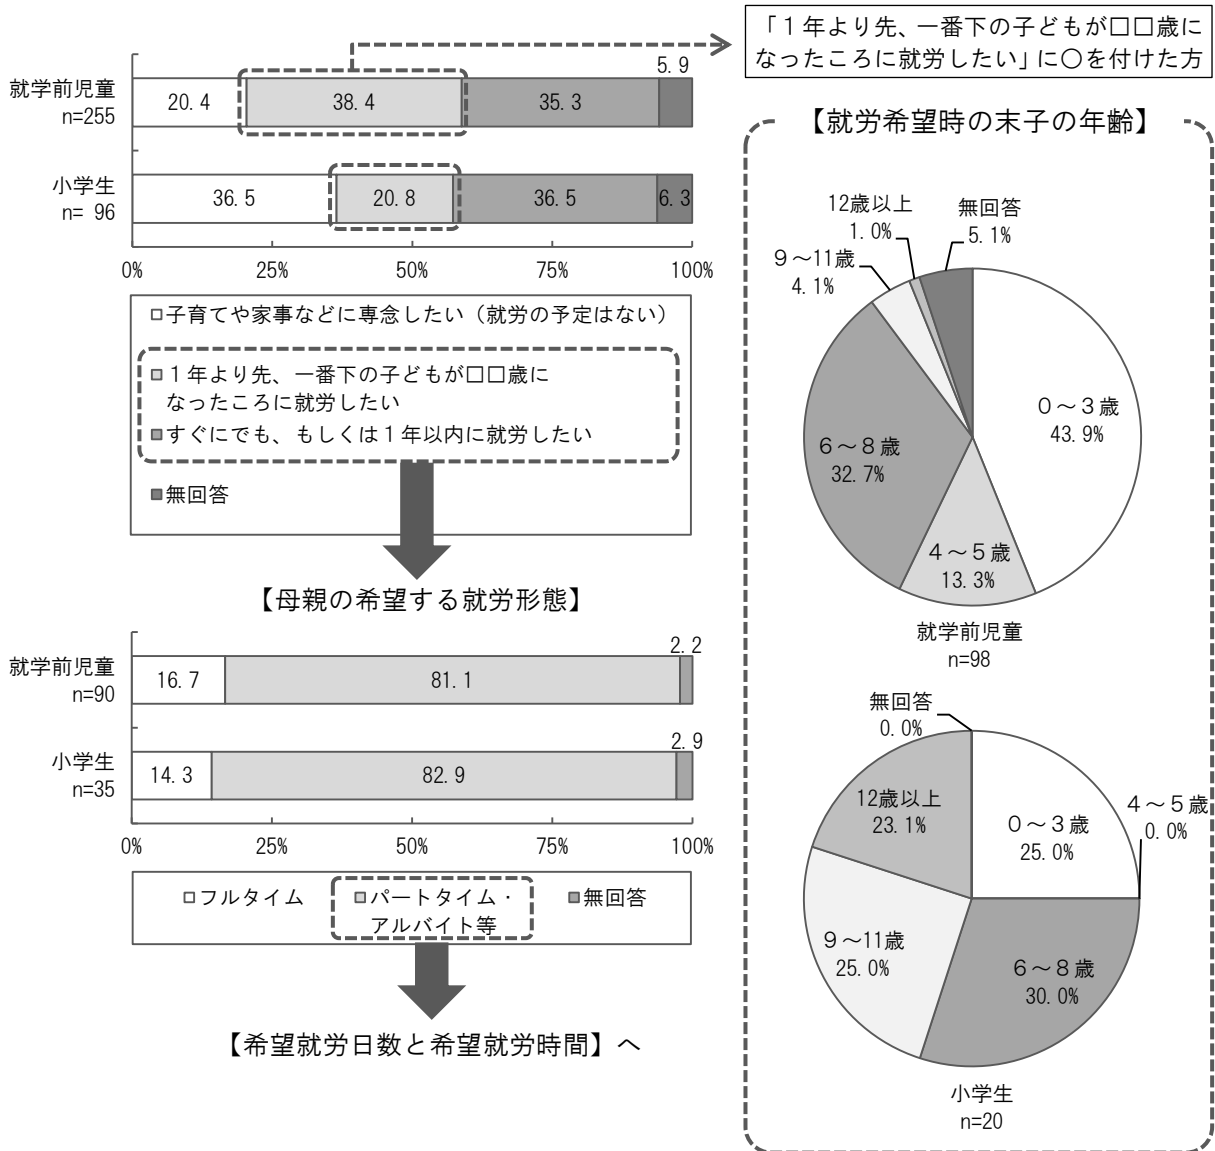 「１年より先、一番下の子どもが□□歳に
なったころに就労したい」に○を付けた方
就学前児童
n=255
20.4
38.4
35.3
5.9
小学生
n= 96
36.5
20.8
36.5
6.3
0%
25%
50%
75%
100%
□子育てや家事などに専念したい（就労の予定はない）
１年より先、一番下の子どもが□□歳に
なったころに就労したい
すぐにでも、もしくは１年以内に就労したい
無回答
【母親の希望する就労形態】
就学前児童
n=90
16.7
81.1
2.2
小学生
n=35
14.3
82.9
2.9
0%
25%
50%
75%
100%
□フルタイム
パートタイム・
アルバイト等
無回答
【希望就労日数と希望就労時間】へ
【就労希望時の末子の年齢】
12歳以上
1.0%
無回答
5.1%
９～11歳
4.1%
０～３歳
43.9%
６～８歳
32.7%
４～５歳
13.3%
就学前児童
n=98
無回答
0.0%
12歳以上
23.1%
０～３歳
25.0%
４～５歳
0.0%
９～11歳
25.0%
６～８歳
30.0%
小学生
n=20